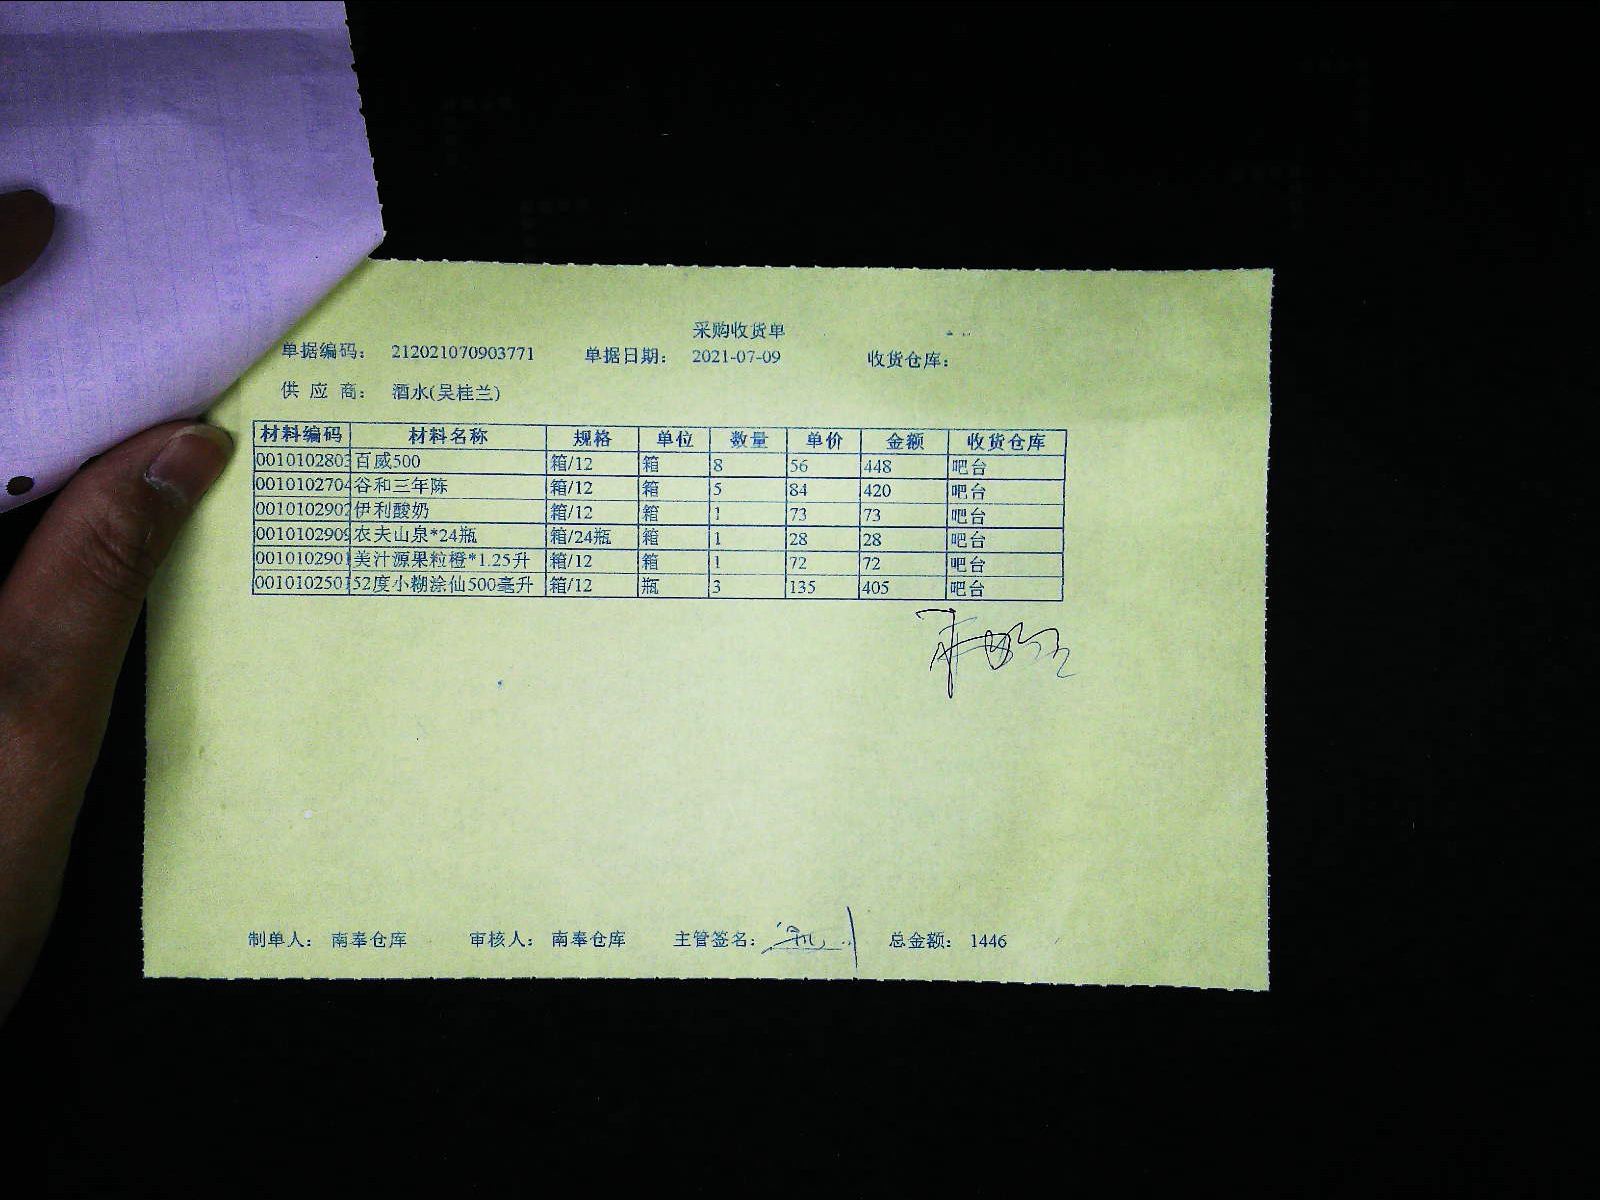 采购收货单
单据编码： 212021070903771 单据日期： 2021-07-09 收货仓库：
供 应 商： 酒水(吴桂兰)
材料编码 材料名称 规格 单位 数量 单价 金额 收货仓库
0010102803 百威500 箱/12 箱 8 56 448 吧台
0010102704 谷和三年陈 箱/12 箱 5 84 420 吧台
0010102902 伊利酸奶 箱/12 箱 1 73 73 吧台
0010102909 农夫山泉*24瓶 箱/24瓶 箱 1 28 28 吧台
0010102901 美汁源果粒橙*1.25升 箱/12 箱 1 72 72 吧台
001010250 52度小糊涂仙500毫升 箱/12 瓶 3 135 405 吧台
制单人： 南奉仓库 审核人： 南奉仓库 主管签名： 总金额： 1446